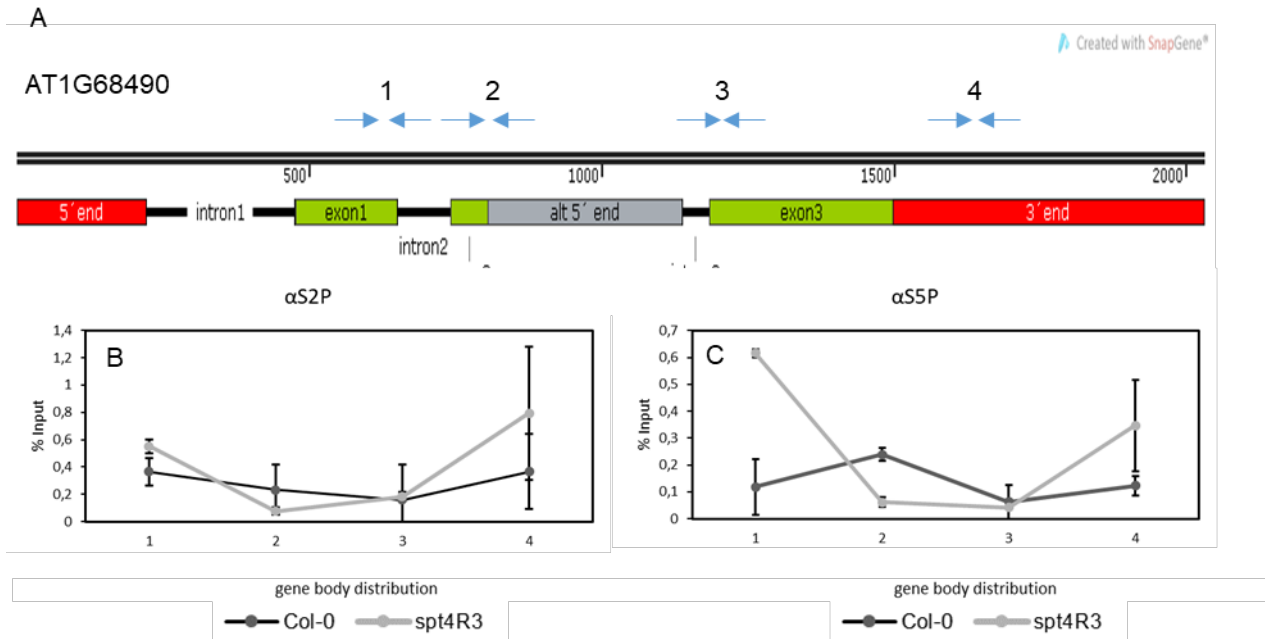 A
Created with SnapGene®
AT1G68490
1 2 3 4
500 1000 1500 2000
5´end intron1 exon1 alt 5´ end exon3 3´end
intron2
αS2P αS5P
B C
% Input % Input
1,4
1,2
1
0,8
0,6
0,4
0,2
0
0,7
0,6
0,5
0,4
0,3
0,2
0,1
0
1 2 3 4 1 2 3 4
gene body distribution gene body distribution
Col-0 spt4R3 Col-0 spt4R3